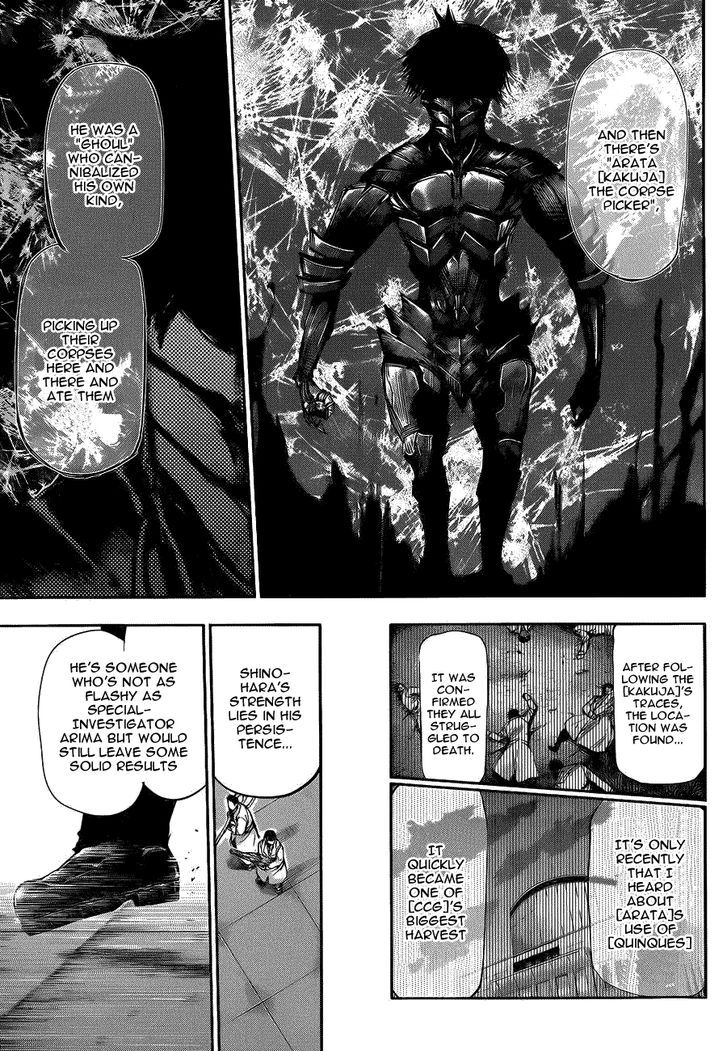 AND THEN
THERE'S
"ARATA
[KAKUJA]
THE CORPSE
PICKER",
HE WAS A
"GHOUL"
WHO CAN-
NIBALIZED
HIS OWN
KIND,
PICKING UP
THEIR
CORPSES
HERE AND
THERE AND
ATE THEM
AFTER FOL-
LOWING THE
[KAKUJA]'S
TRACES,
THE LOCA-
TION WAS
FOUND...
IT WAS
CON-
FIRMED
THEY ALL
STRUG-
GLED TO
DEATH.
IT'S ONLY
RECENTLY
THAT I
HEARD
ABOUT
[ARATA]S
USE OF
[QUINQUES]
IT
QUICKLY
BECAME
ONE OF
[CCG]'S
BIGGEST
HARVEST
SHINO-
HARA'S
STRENGTH
LIES IN HIS
PERSIS-
TENCE...
HE'S SOMEONE
WHO'S NOT AS
FLASHY AS
SPECIAL-
INVESTIGATOR
ARIMA BUT WOULD
STILL LEAVE SOME
SOLID RESULTS